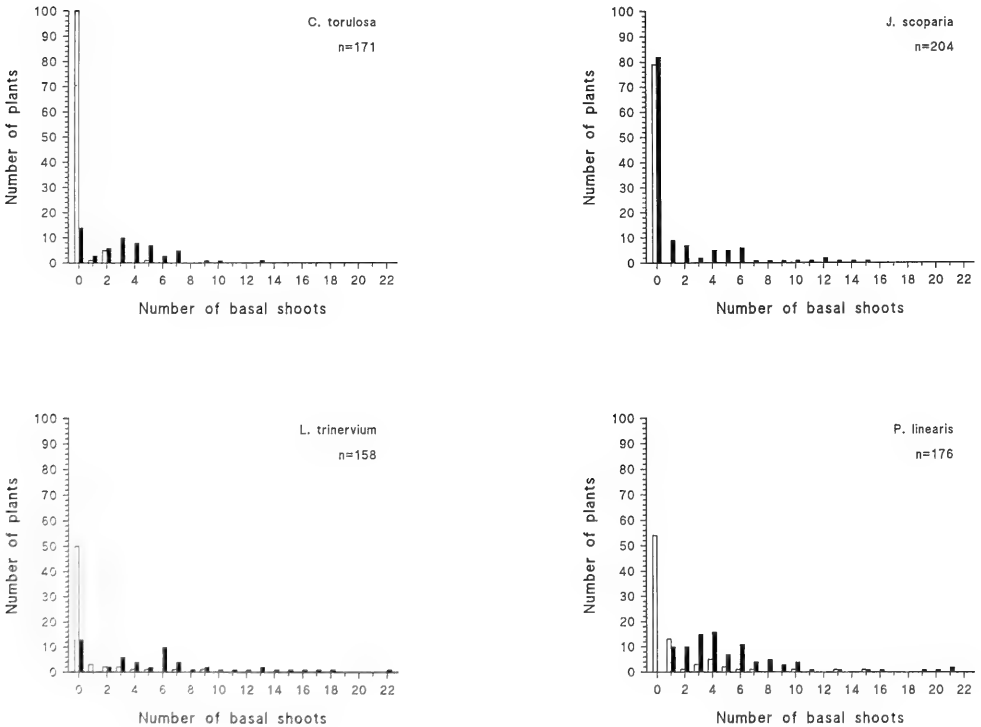 C. torulosa
n=171
Number of plants
100
90
80
70
60
50
40
30
20
10
0
0 2 4 6 8 10 12 14 16 18 20 22
Number of basal shoots
J. scoparia
n=204
Number of plants
100
90
80
70
60
50
40
30
20
10
0
0 2 4 6 8 10 12 14 16 18 20 22
Number of basal shoots
L. trinervium
n=158
Number of plants
100
90
80
70
60
50
40
30
20
10
0
0 2 4 6 8 10 12 14 16 18 20 22
Number of basal shoots
P. linearis
n=176
Number of plants
100
90
80
70
60
50
40
30
20
10
0
0 2 4 6 8 10 12 14 16 18 20 22
Number of basal shoots